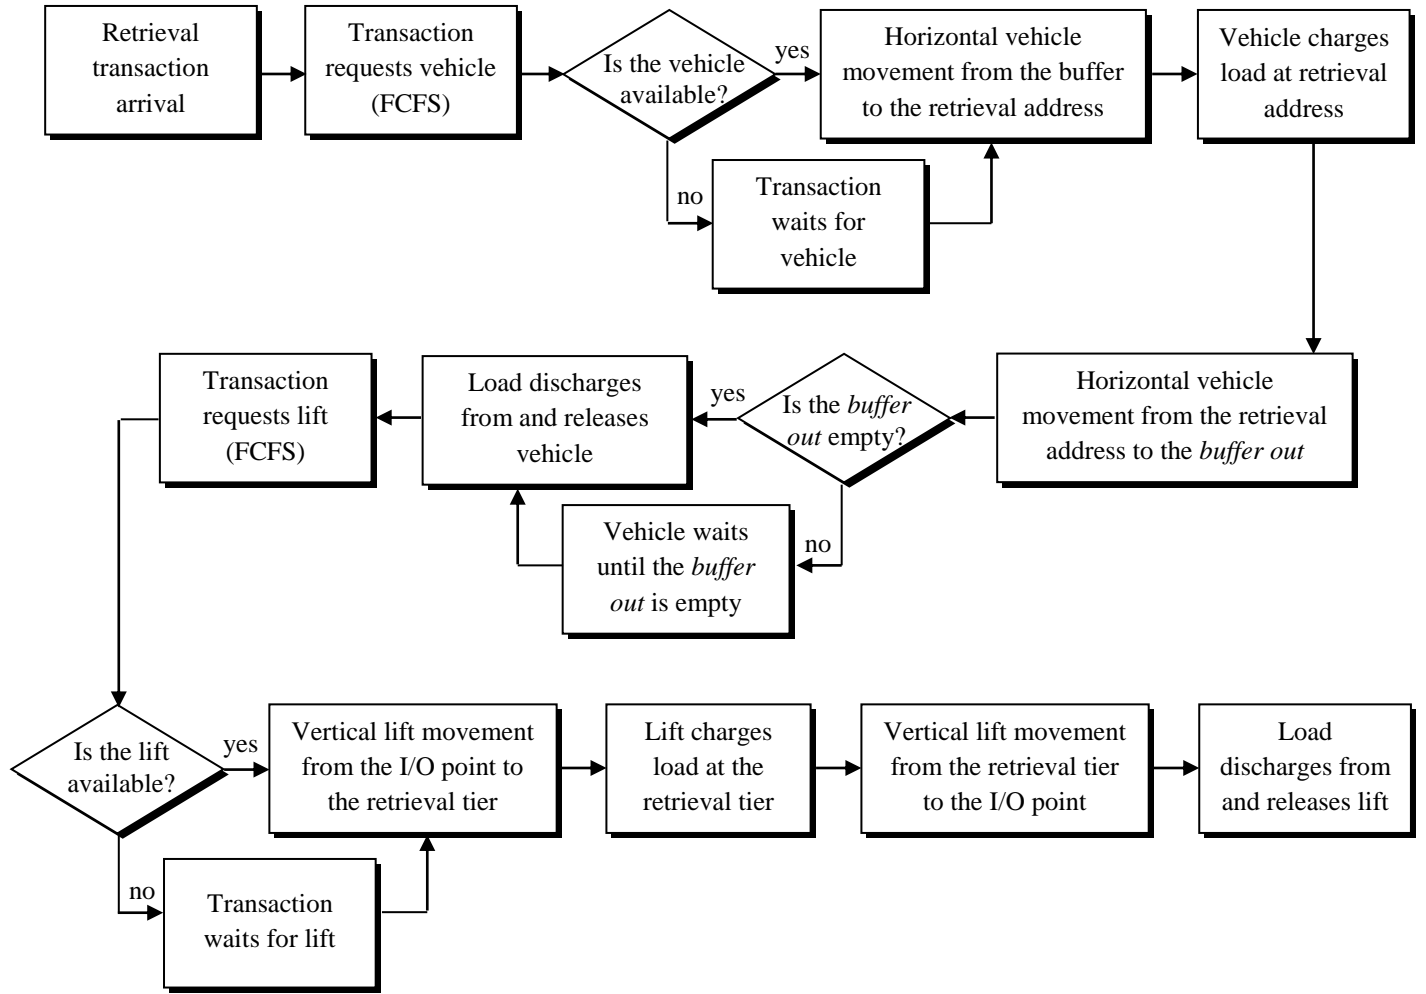 Retrieval
transaction
arrival
Transaction
requests vehicle
(FCFS)
Is the vehicle
available?
yes
Horizontal vehicle
movement from the buffer
to the retrieval address
Vehicle charges
load at retrieval
address
no
Transaction
waits for
vehicle
Horizontal vehicle
movement from the retrieval
address to the buffer out
Is the buffer
out empty?
yes
Load discharges
from and releases
vehicle
no
Vehicle waits
until the buffer
out is empty
Transaction
requests lift
(FCFS)
Is the lift
available?
yes
Vertical lift movement
from the I/O point to
the retrieval tier
Lift charges
load at the
retrieval tier
Vertical lift movement
from the retrieval tier
to the I/O point
Load
discharges from
and releases lift
no
Transaction
waits for lift